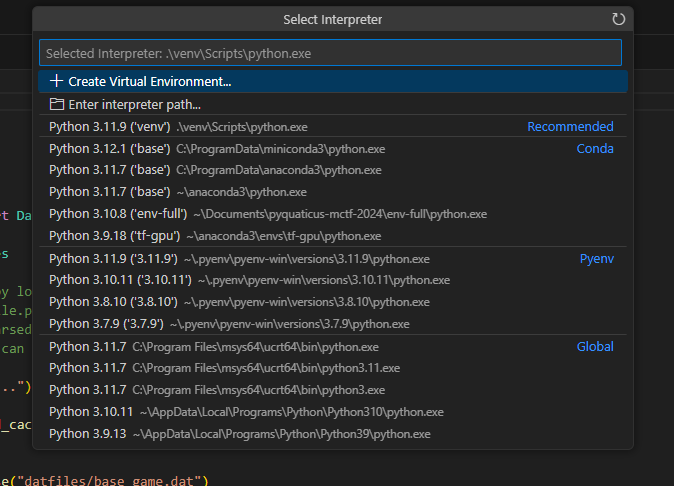 Select Interpreter
Selected Interpreter: .\venv\Scripts\python.exe
+ Create Virtual Environment...
Enter interpreter path...
Python 3.11.9 ('venv') .\venv\Scripts\python.exe Recommended
Python 3.12.1 ('base') C:\ProgramData\miniconda3\python.exe Conda
Python 3.11.7 ('base') C:\ProgramData\anaconda3\python.exe
Python 3.11.7 ('base') ~\anaconda3\python.exe
Python 3.10.8 ('env-full') ~\Documents\pyquaticus-mctf-2024\env-full\python.exe
Python 3.9.18 ('tf-gpu') ~\anaconda3\envs\tf-gpu\python.exe
rt Da
Python 3.11.9 ('3.11.9') ~\.pyenv\pyenv-win\versions\3.11.9\python.exe Pyenv
s
Python 3.10.11 ('3.10.11') ~\.pyenv\pyenv-win\versions\3.10.11\python.exe
by lo
Python 3.8.10 ('3.8.10') ~\.pyenv\pyenv-win\versions\3.8.10\python.exe
le.p
Python 3.7.9 ('3.7.9') ~\.pyenv\pyenv-win\versions\3.7.9\python.exe
arsed
Python 3.11.7 C:\Program Files\msys64\ucrt64\bin\python.exe Global
can
Python 3.11.7 C:\Program Files\msys64\ucrt64\bin\python3.11.exe
Python 3.11.7 C:\Program Files\msys64\ucrt64\bin\python3.exe
..")
Python 3.10.11 ~\AppData\Local\Programs\Python\Python310\python.exe
d_cac
Python 3.9.13 ~\AppData\Local\Programs\Python\Python39\python.exe
e("datfiles/base_game.dat")